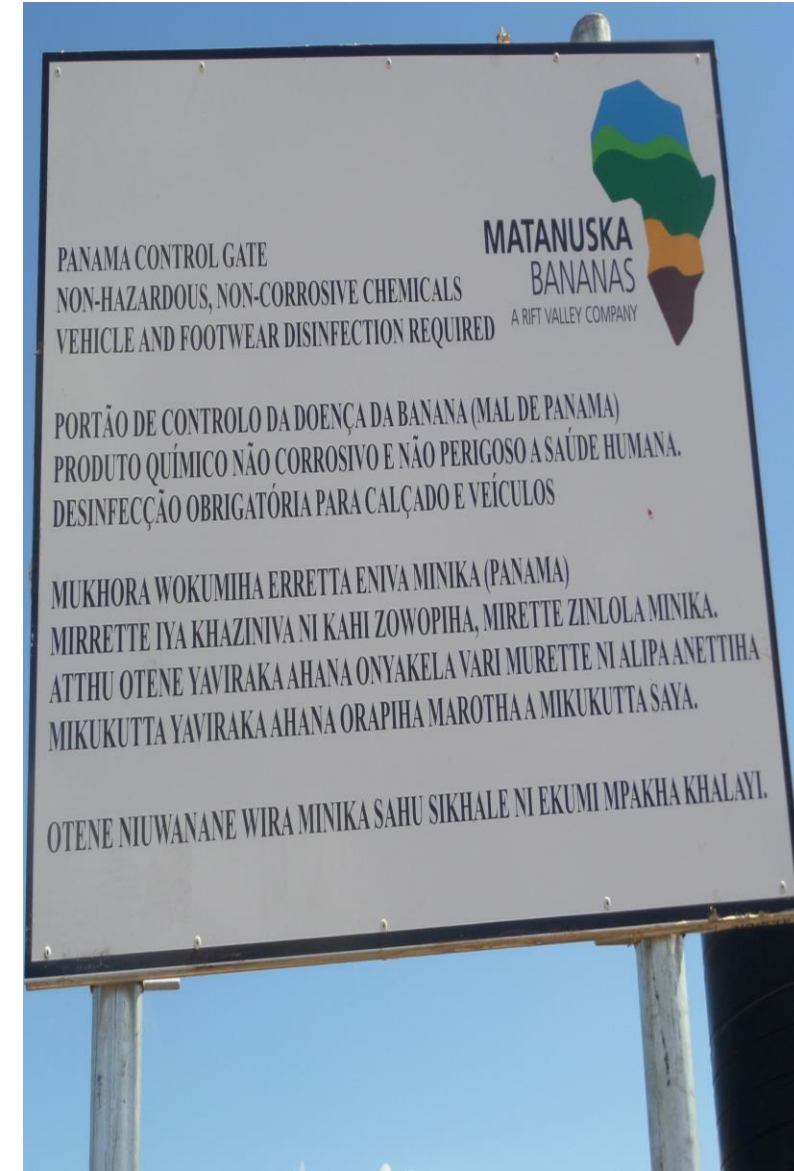 MATANUSKA
BANANAS
A RIFT VALLEY COMPANY
PANAMA CONTROL GATE
NON-HAZARDOUS, NON-CORROSIVE CHEMICALS
VEHICLE AND FOOTWEAR DISINFECTION REQUIRED
PORTÃO DE CONTROLO DA DOENÇA DA BANANA (MAL DE PANAMA)
PRODUTO QUÍMICO NÃO CORROSIVO E NÃO PERIGOSO A SAÚDE HUMANA.
DESINFECÇÃO OBRIGATÓRIA PARA CALÇADO E VEÍCULOS
MUKHORA WOKUMIHA ERRETTA ENIVA MINIKA (PANAMA)
MIRRETTE IYA KHAZINIVA NI KAHI ZOWOPIHA, MIRETTE ZINLOLA MINIKA.
ATTHU OTENE YAVIRAKA AHANA ONYAKELA VARI MURETTE NI ALIPA ANETTIHA
MIKUKUTTA YAVIRAKA AHANA ORAPIHA MAROTHA A MIKUKUTTA SAYA.
OTENE NIUWANANE WIRA MINIKA SAHU SIKHALE NI EKUMI MPAKHA KHALAYI.